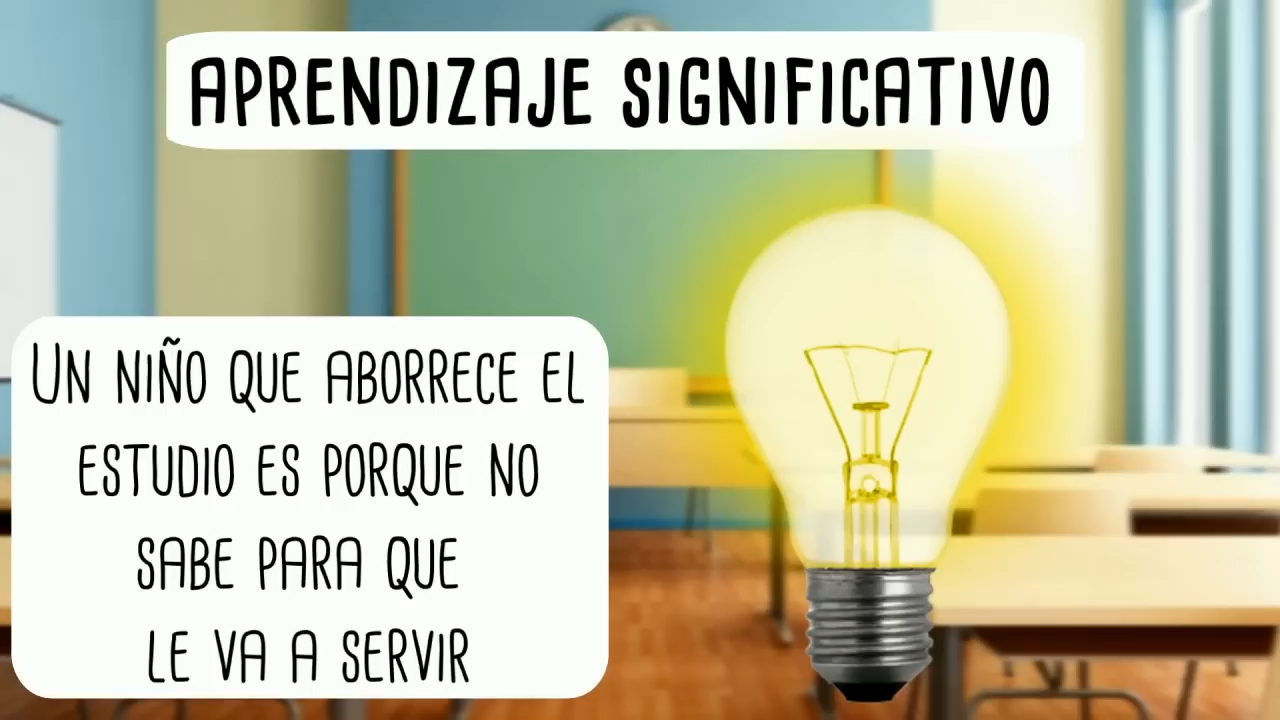 APRENDIZAJE SIGNIFICATIVO
UN NIÑO QUE ABORRECE EL
ESTUDIO ES PORQUE NO
SABE PARA QUE
LE VA A SERVIR